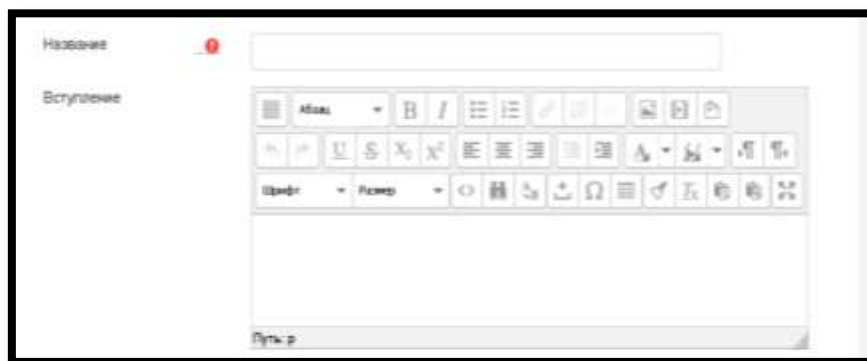 Название
Вступление
Абзац
Шрифт Размер
Путь: p